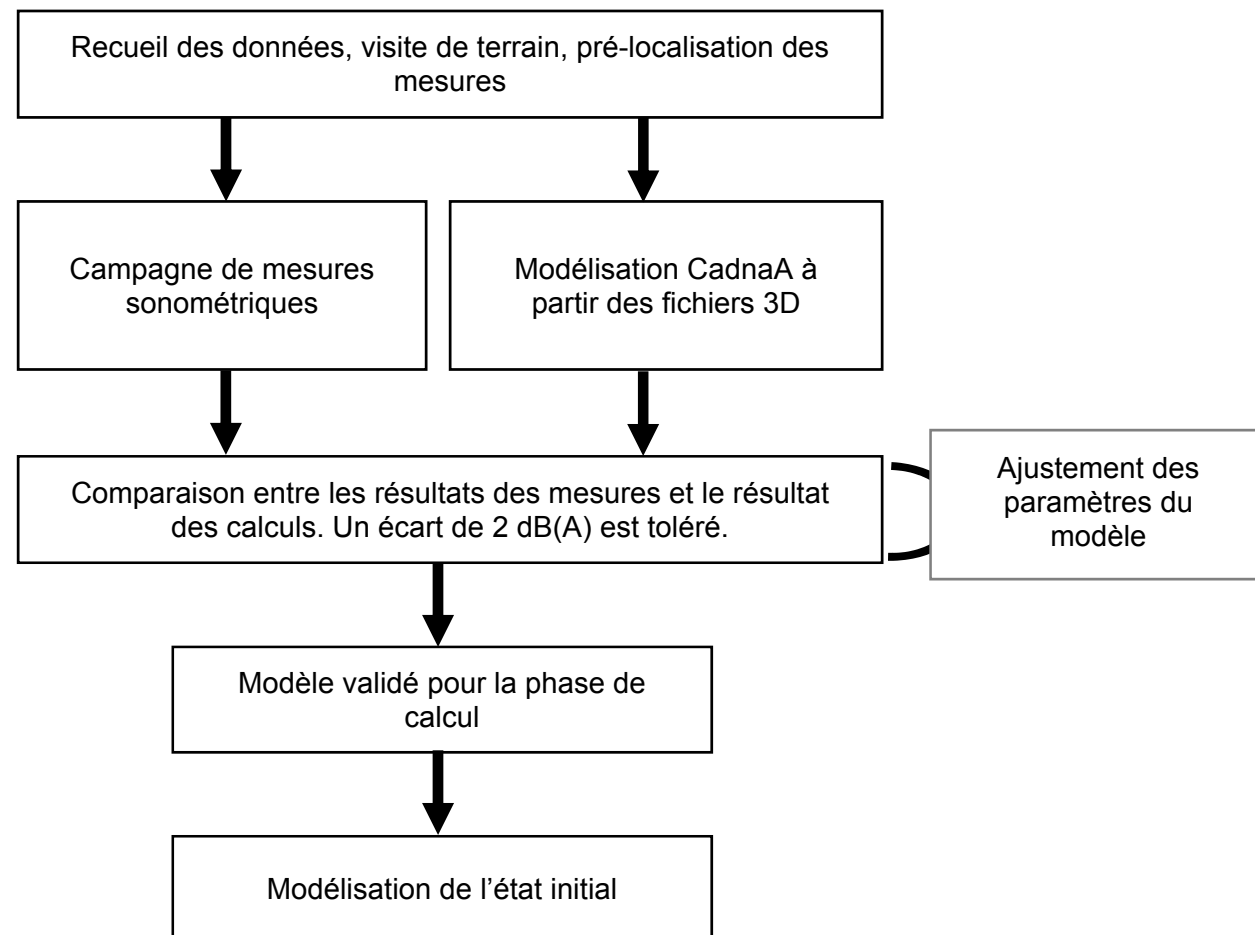 Recueil des données, visite de terrain, pré-localisation des
mesures
Campagne de mesures
sonométriques
Modélisation CadnaA à
partir des fichiers 3D
Comparaison entre les résultats des mesures et le résultat
des calculs. Un écart de 2 dB(A) est toléré.
Ajustement des
paramètres du
modèle
Modèle validé pour la phase de
calcul
Modélisation de l’état initial